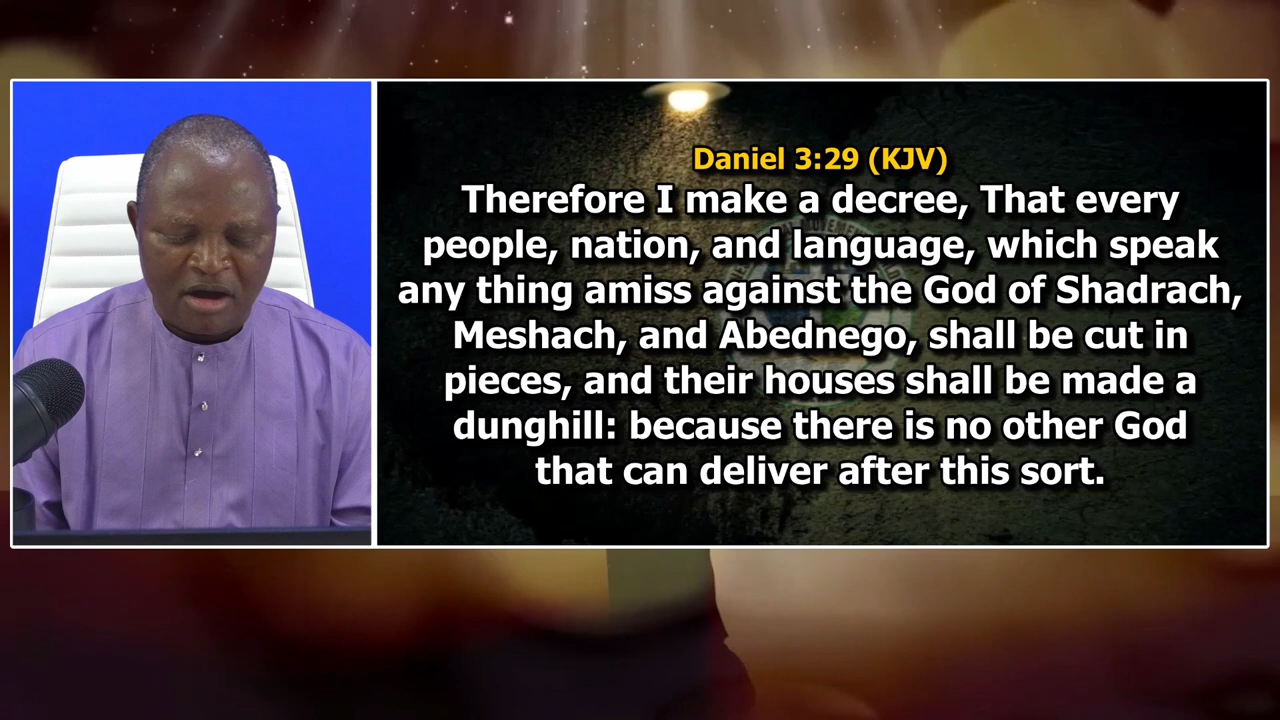 Daniel 3:29 (KJV)
Therefore I make a decree, That every
people, nation, and language, which speak
any thing amiss against the God of Shadrach,
Meshach, and Abednego, shall be cut in
pieces, and their houses shall be made a
dunghill: because there is no other God
that can deliver after this sort.